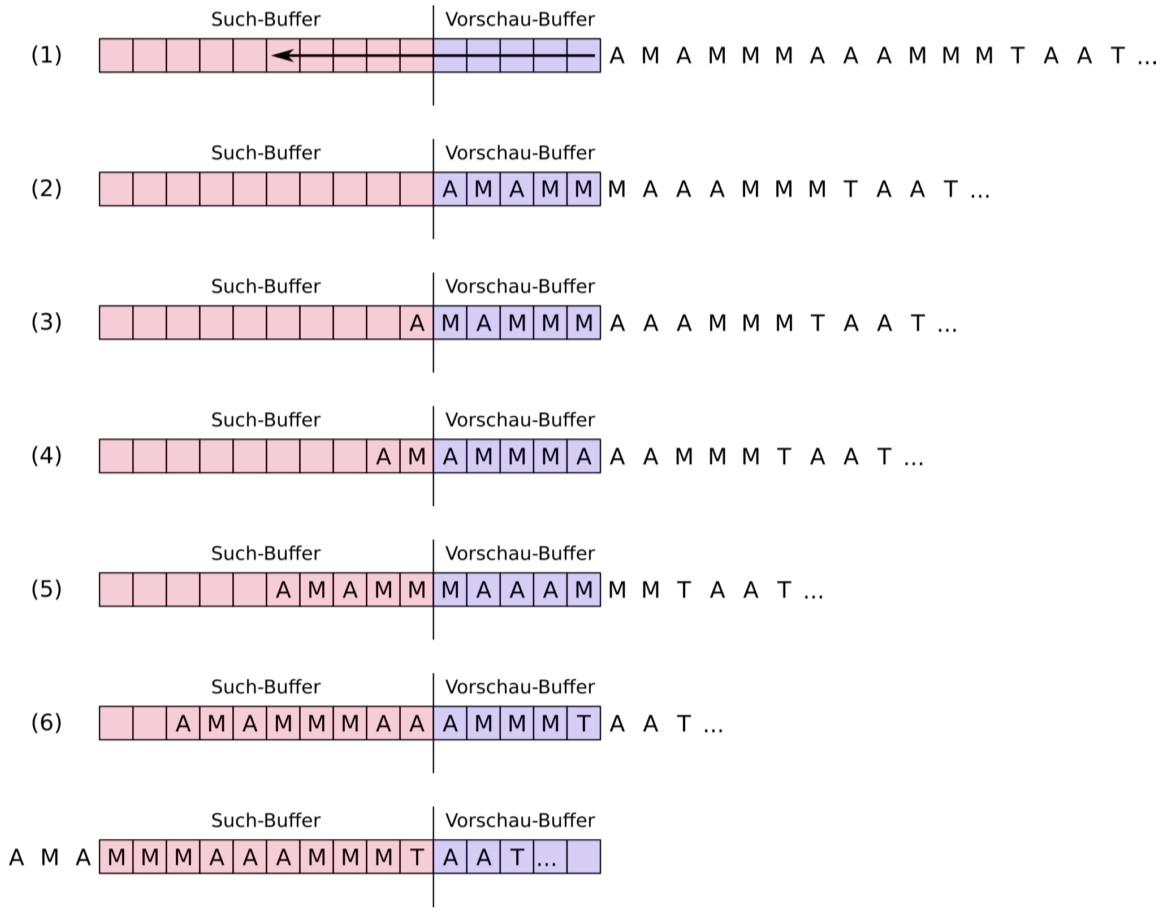 Such-Buffer Vorschau-Buffer
(1) A M A M M M A A A M M M T A A T ...
Such-Buffer Vorschau-Buffer
(2) A M A M M M A A A M M M T A A T ...
Such-Buffer Vorschau-Buffer
(3) A M A M M M A A A M M M T A A T ...
Such-Buffer Vorschau-Buffer
(4) A M A M M M A A A M M M T A A T ...
Such-Buffer Vorschau-Buffer
(5) A M A M M M A A A M M M T A A T ...
Such-Buffer Vorschau-Buffer
(6) A M A M M M A A A M M M T A A T ...
Such-Buffer Vorschau-Buffer
A M A M M M A A A M M M T A A T ...